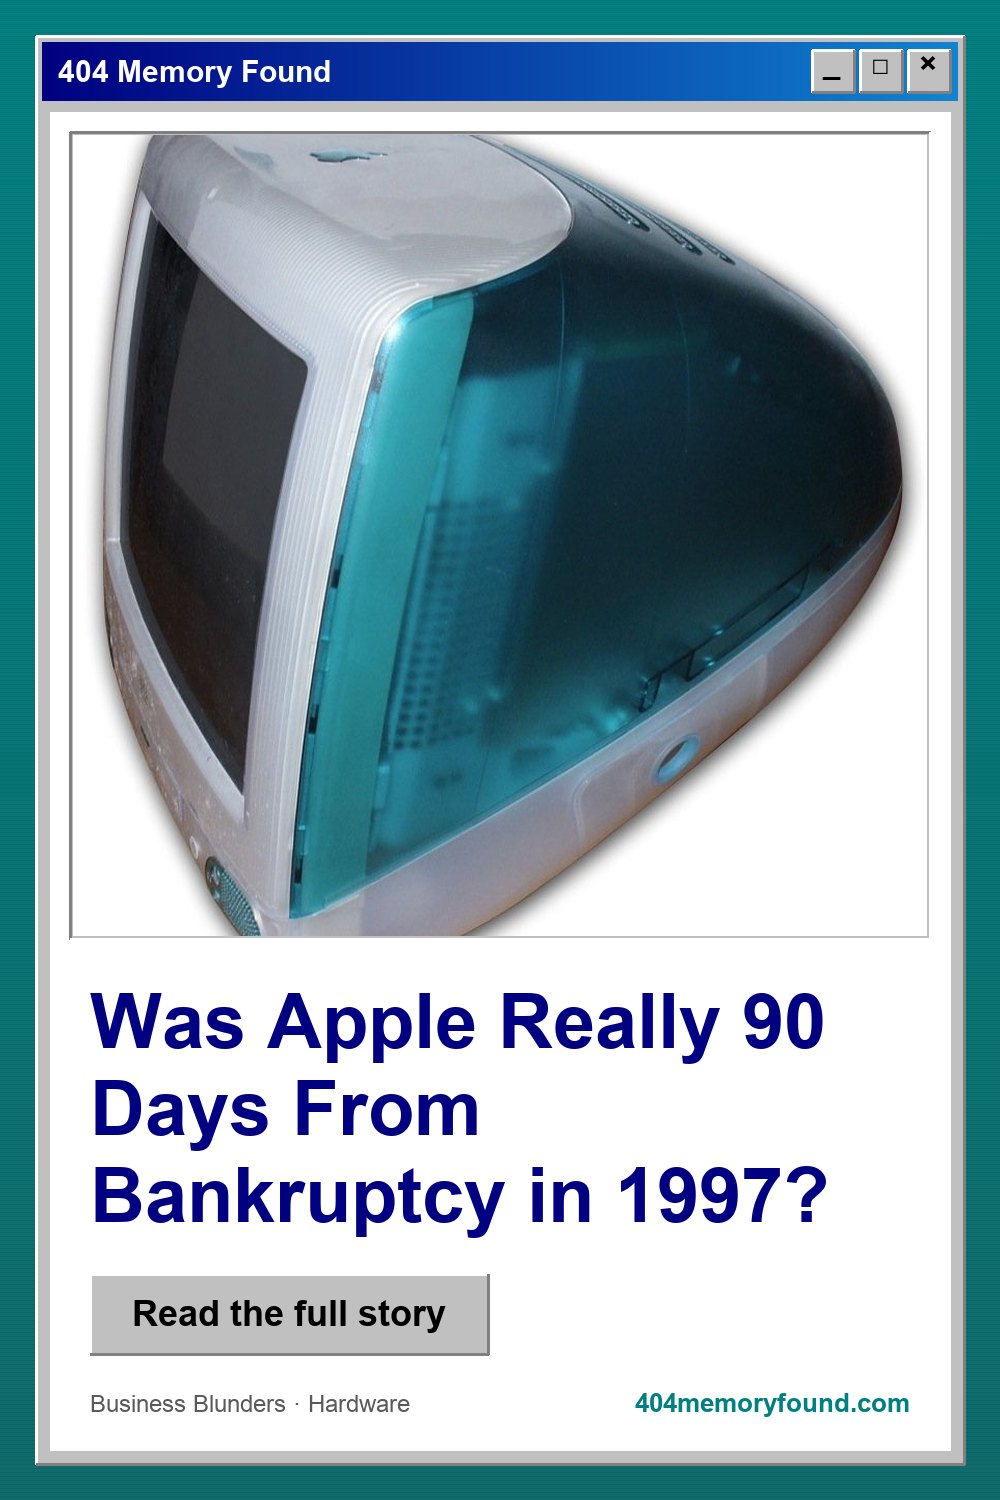 404 Memory Found
Was Apple Really 90
Days From
Bankruptcy in 1997?
Read the full story
Business Blunders · Hardware
404memoryfound.com